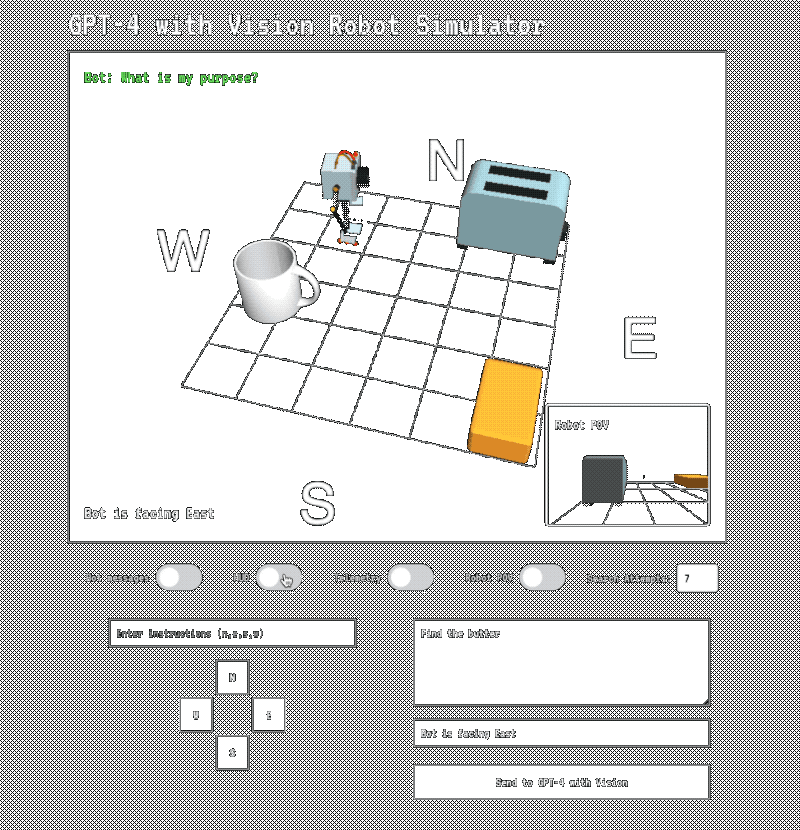 GPT-4 with Vision Robot Simulator
Bot: What is my purpose?
N
W
E
Robot POV
S
Bot is facing East
7
Enter instructions (n,s,e,w)
Find the butter
N
W
E
Bot is facing East
S
Send to GPT-4 with Vision